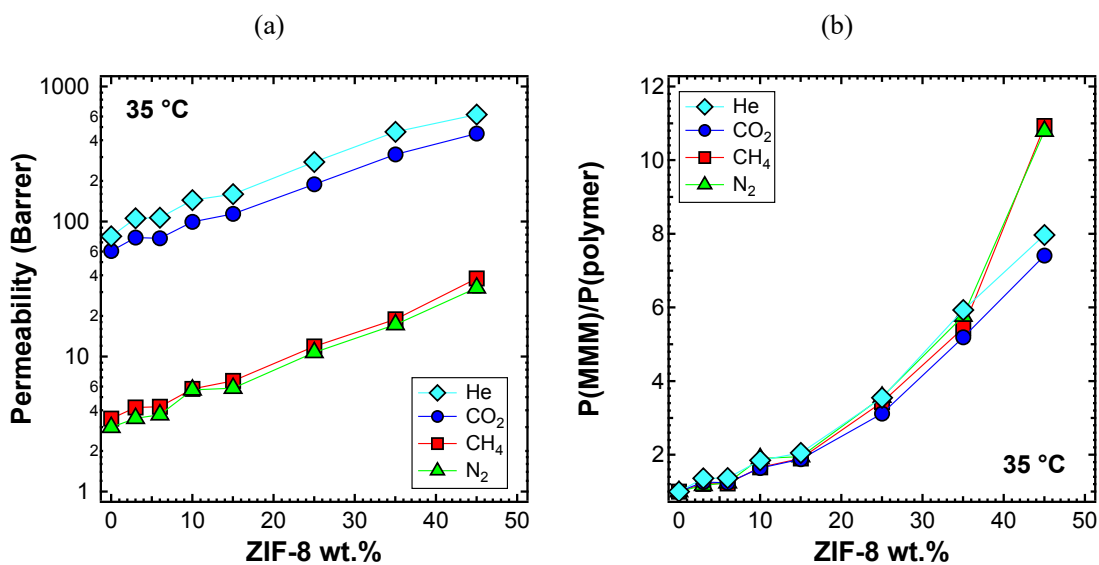 (a)
35 °C
Permeability (Barrer)
1000
6
4
2
100
6
4
2
10
6
4
2
1
He
CO₂
CH₄
N₂
0
10
20
30
40
50
ZIF-8 wt.%
(b)
P(MMM)/P(polymer)
12
10
8
6
4
2
He
CO₂
CH₄
N₂
35 °C
0
10
20
30
40
50
ZIF-8 wt.%